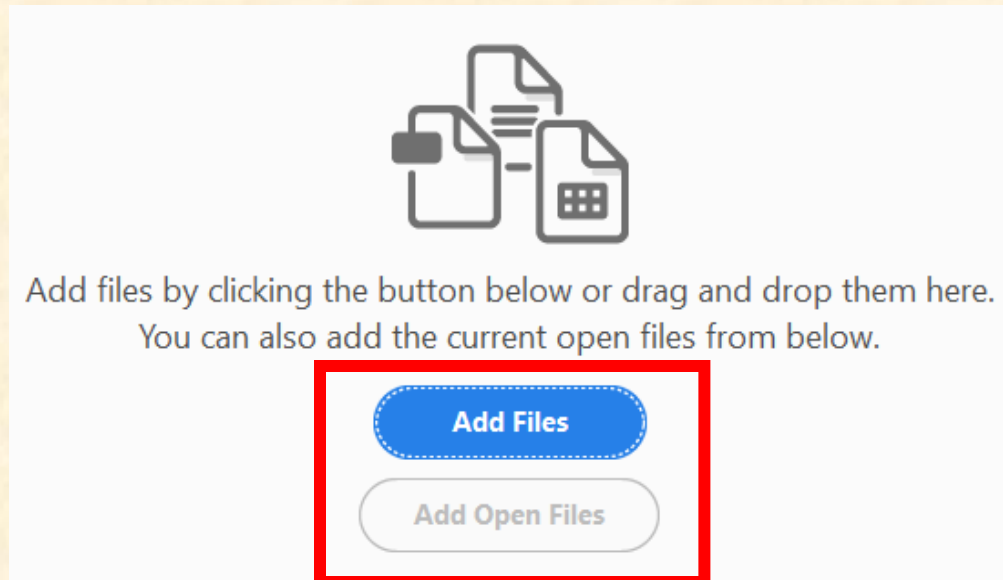 Add files by clicking the button below or drag and drop them here.
You can also add the current open files from below.
Add Files
Add Open Files